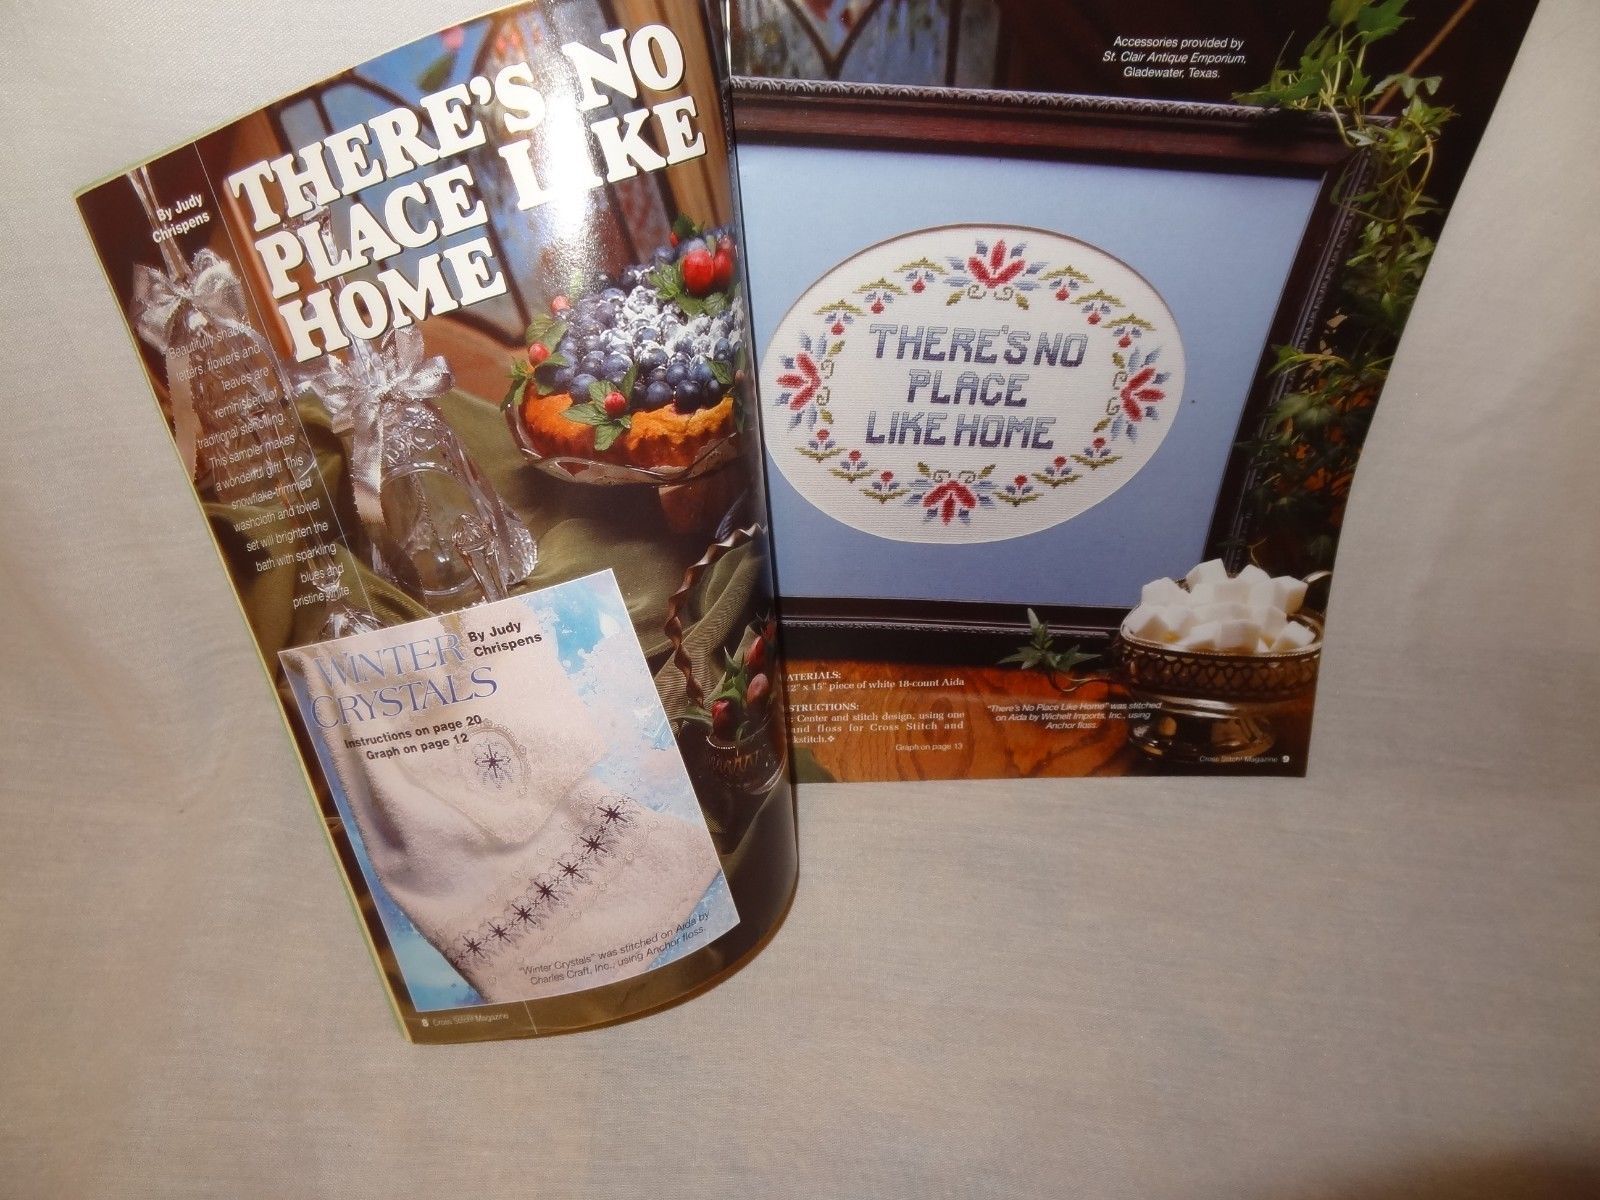 THERE'S NO
PLACE LIKE
HOME
By Judy
Chrispens
Beautifully shaded
letters, flowers and
leaves are
reminiscent of
traditional stenciling.
This sampler makes
a wonderful gift! This
snowflake-trimmed
washcloth and towel
set will brighten the
bath with sparkling
blues and
pristine white.
WINTER
CRYSTALS
By Judy
Chrispens
Instructions on page 20
Graph on page 12
"Winter Crystals" was stitched on Aida by
Charles Craft, Inc., using Anchor floss.
8 Cross Stitch! Magazine
Accessories provided by
St. Clair Antique Emporium,
Gladewater, Texas.
THERE'S NO
PLACE
LIKE HOME
ATERIALS:
12" x 15" piece of white 18-count Aida
STRUCTIONS:
: Center and stitch design, using one
and floss for Cross Stitch and
kstitch.❖
Graph on page 13
"There's No Place Like Home" was stitched
on Aida by Wichelt Imports, Inc., using
Anchor floss.
Cross Stitch! Magazine 9